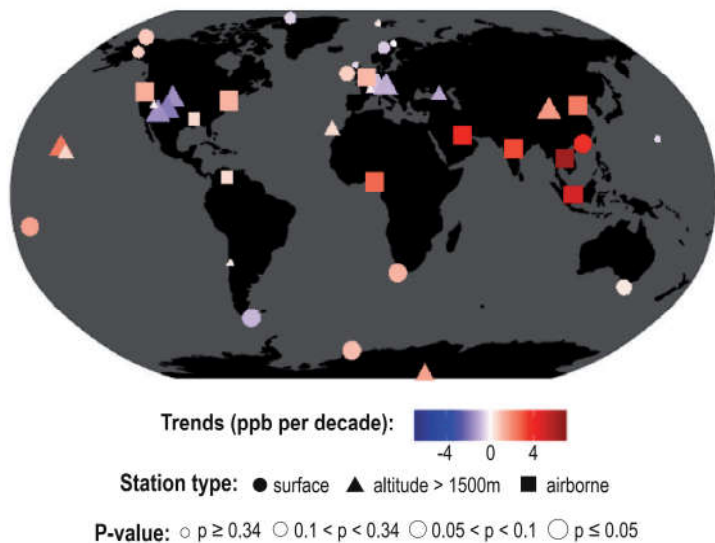 Trends (ppb per decade):
-4 0 4
Station type: ● surface ▲ altitude > 1500m ■ airborne
P-value: ○ p ≥ 0.34 ○ 0.1 < p < 0.34 ○ 0.05 < p < 0.1 ○ p ≤ 0.05